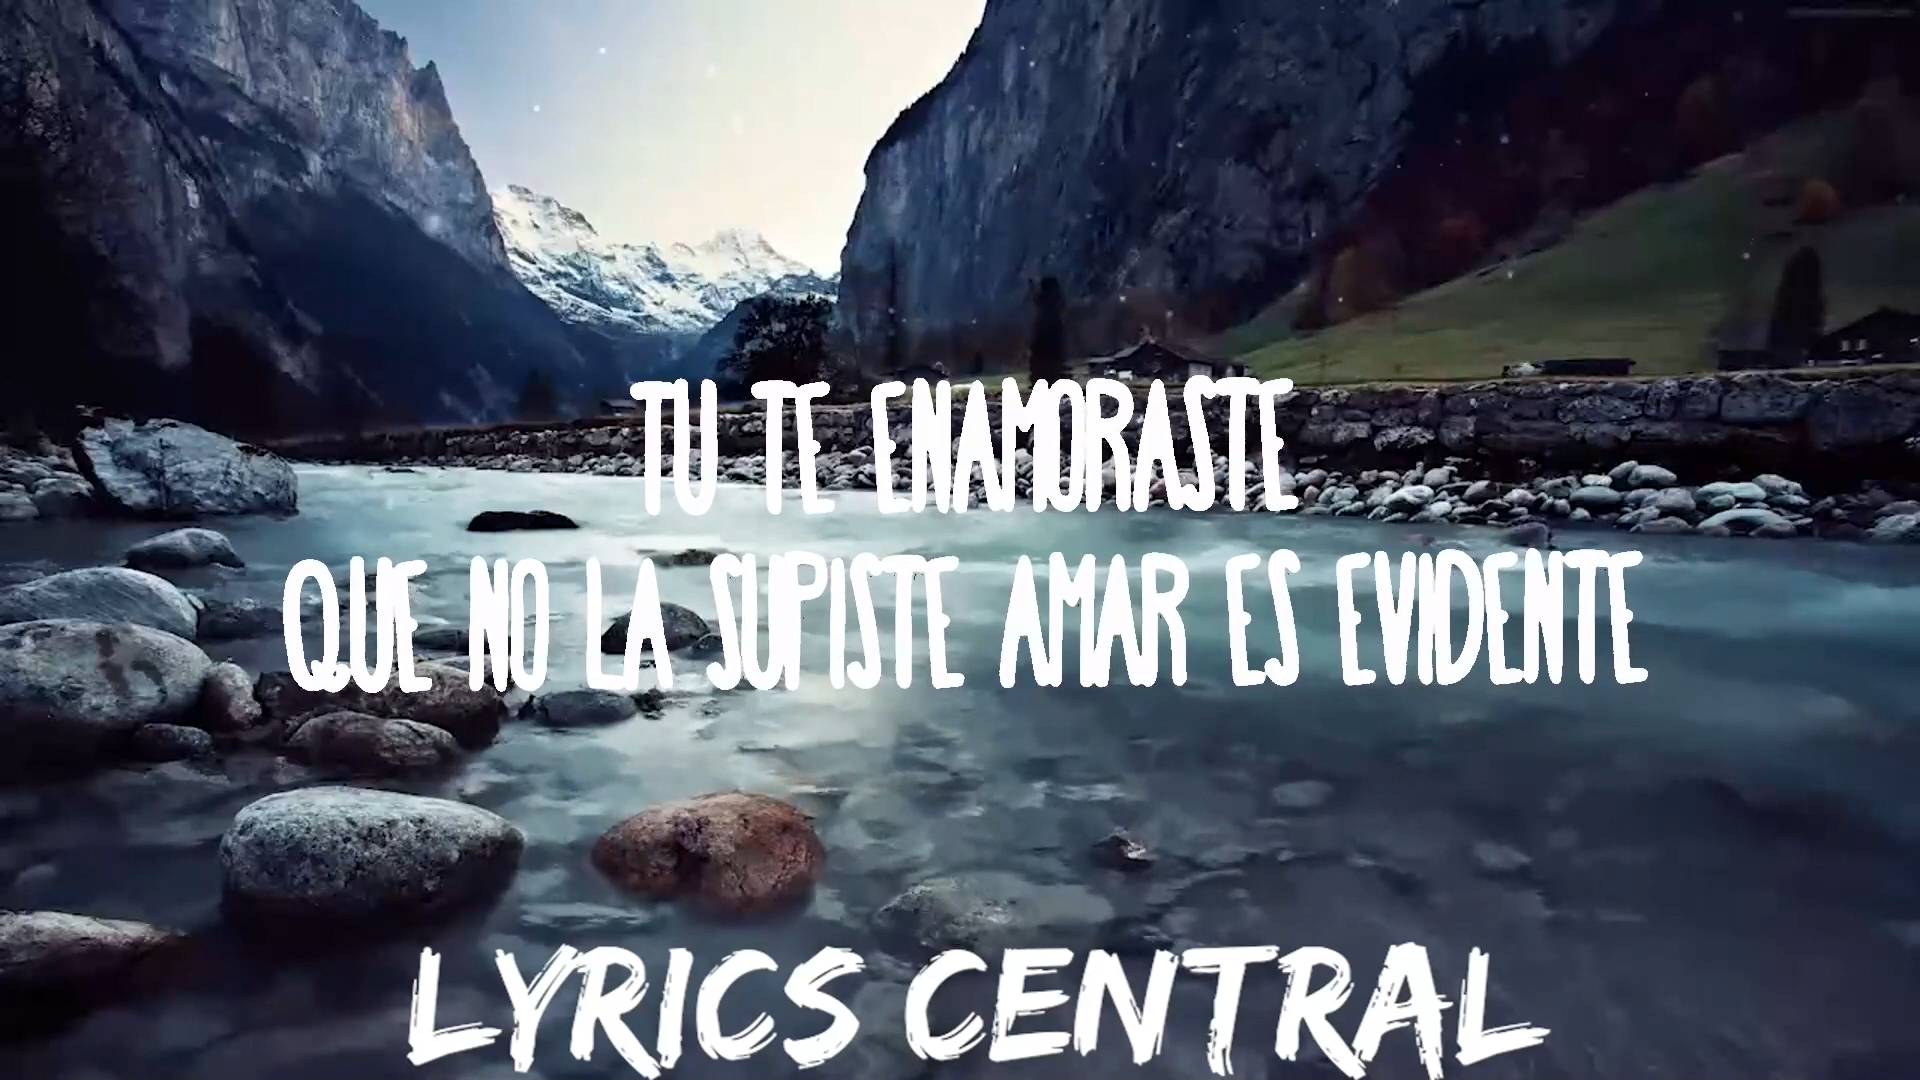 TU TE ENAMORASTE
QUE NO LA SUPISTE AMAR ES EVIDENTE
LYRICS CENTRAL